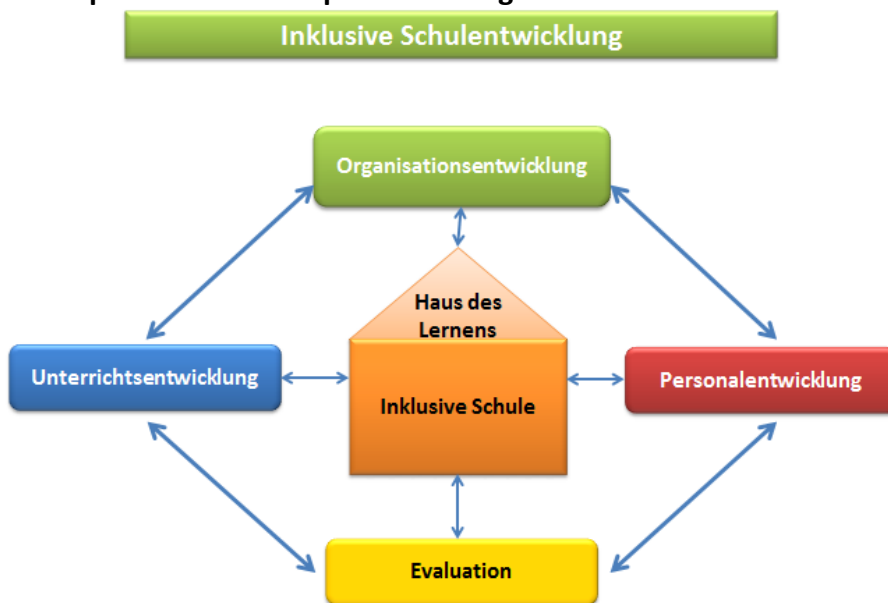 Inklusive Schulentwicklung
Organisationsentwicklung
Haus des
Lernens
Unterrichtsentwicklung
Inklusive Schule
Personalentwicklung
Evaluation